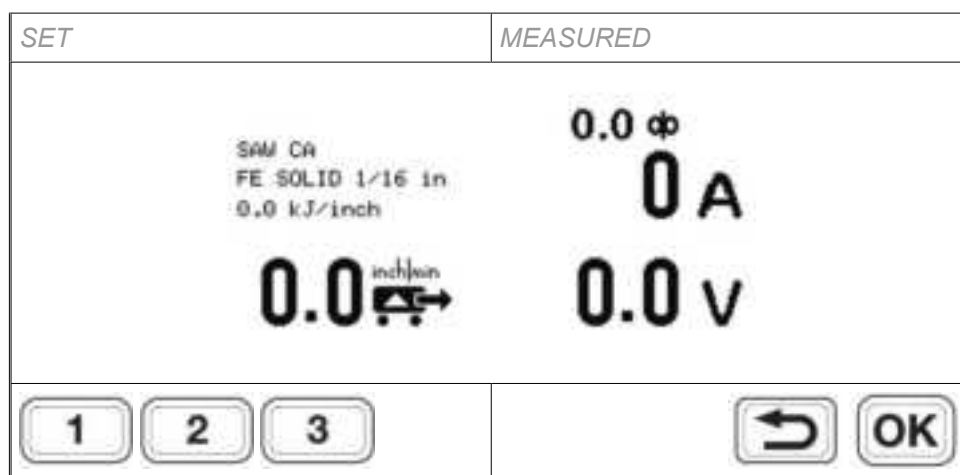 SET
MEASURED
SAW CA
FE SOLID 1/16 in
0.0 kJ/inch
0.0 inch/min
0.0
0 A
0.0 V
1 2 3
OK